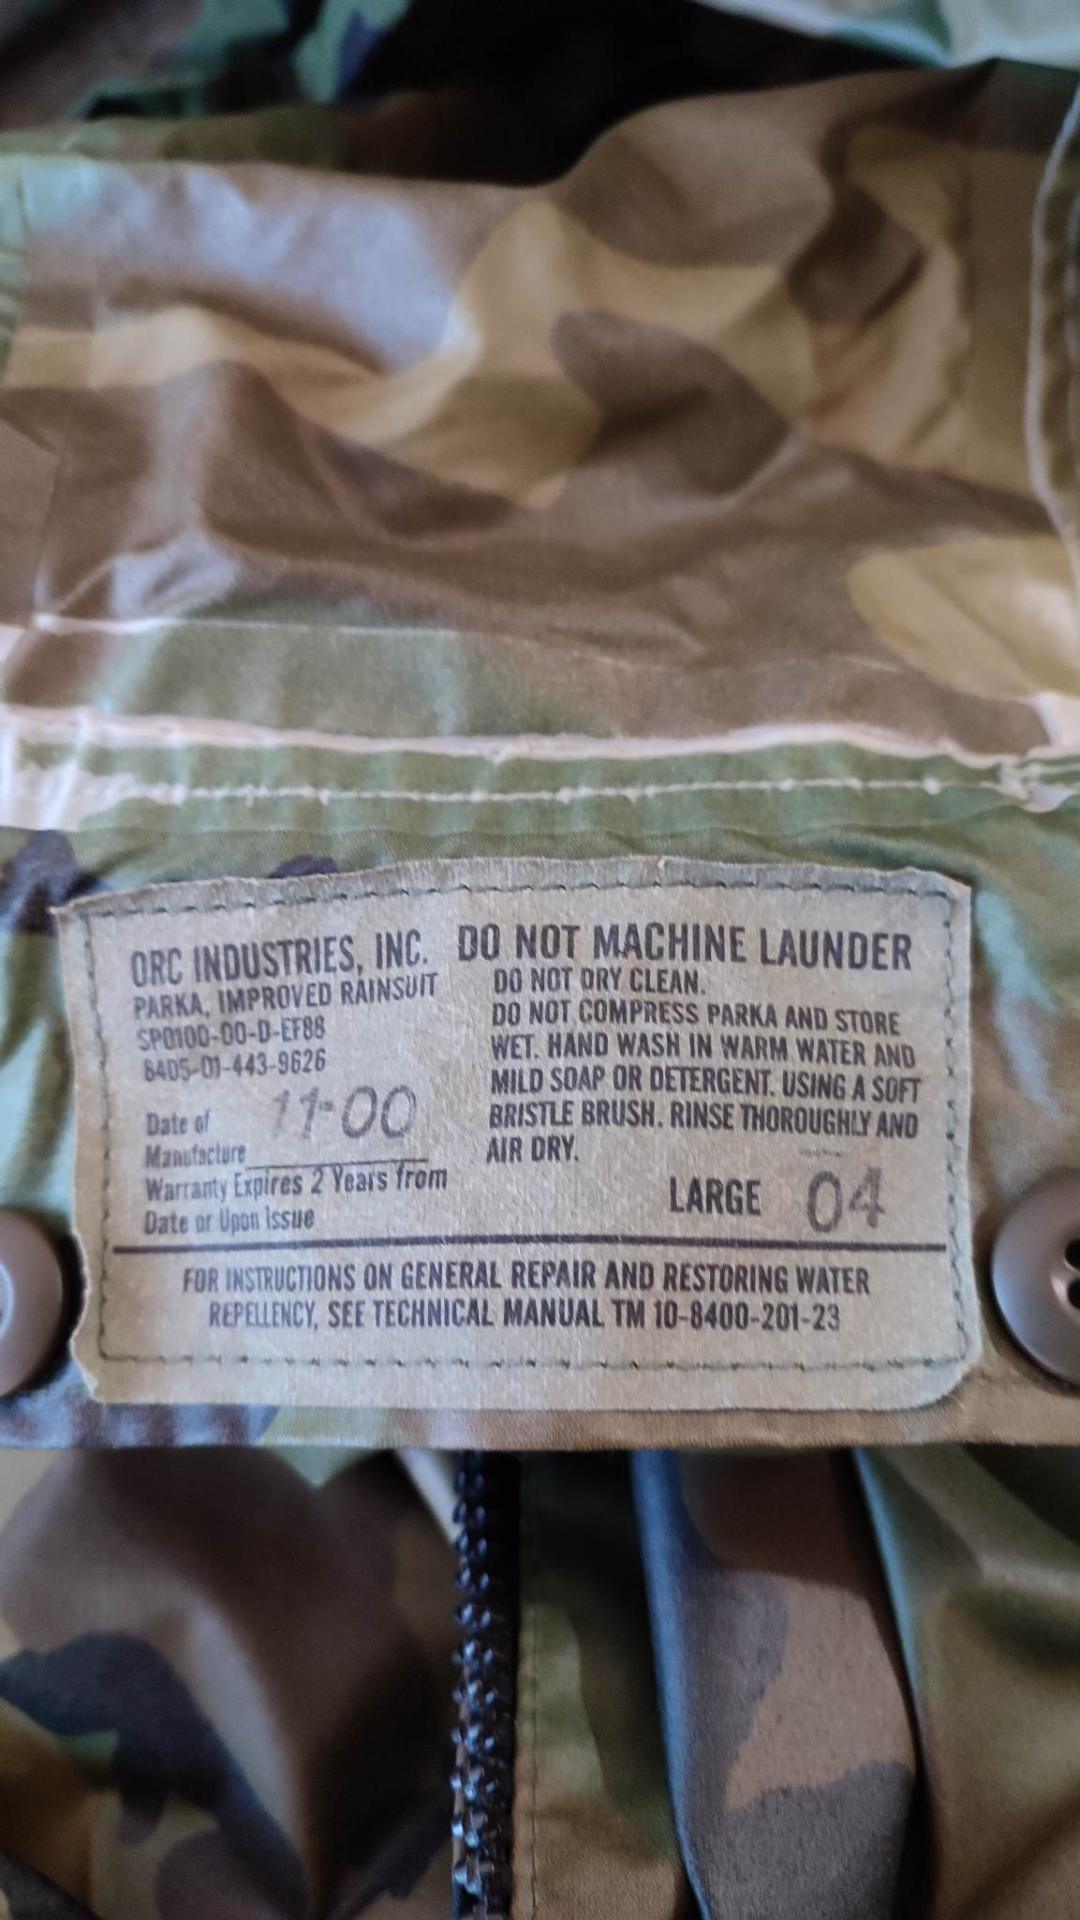 ORC INDUSTRIES, INC.
PARKA, IMPROVED RAINSUIT
SPO100-00-D-EF88
8405-01-443-9626
Date of
Manufacture 11-00
Warranty Expires 2 Years from
Date or Upon Issue
DO NOT MACHINE LAUNDER
DO NOT DRY CLEAN.
DO NOT COMPRESS PARKA AND STORE
WET. HAND WASH IN WARM WATER AND
MILD SOAP OR DETERGENT. USING A SOFT
BRISTLE BRUSH. RINSE THOROUGHLY AND
AIR DRY.
LARGE 04
FOR INSTRUCTIONS ON GENERAL REPAIR AND RESTORING WATER
REPELLENCY, SEE TECHNICAL MANUAL TM 10-8400-201-23